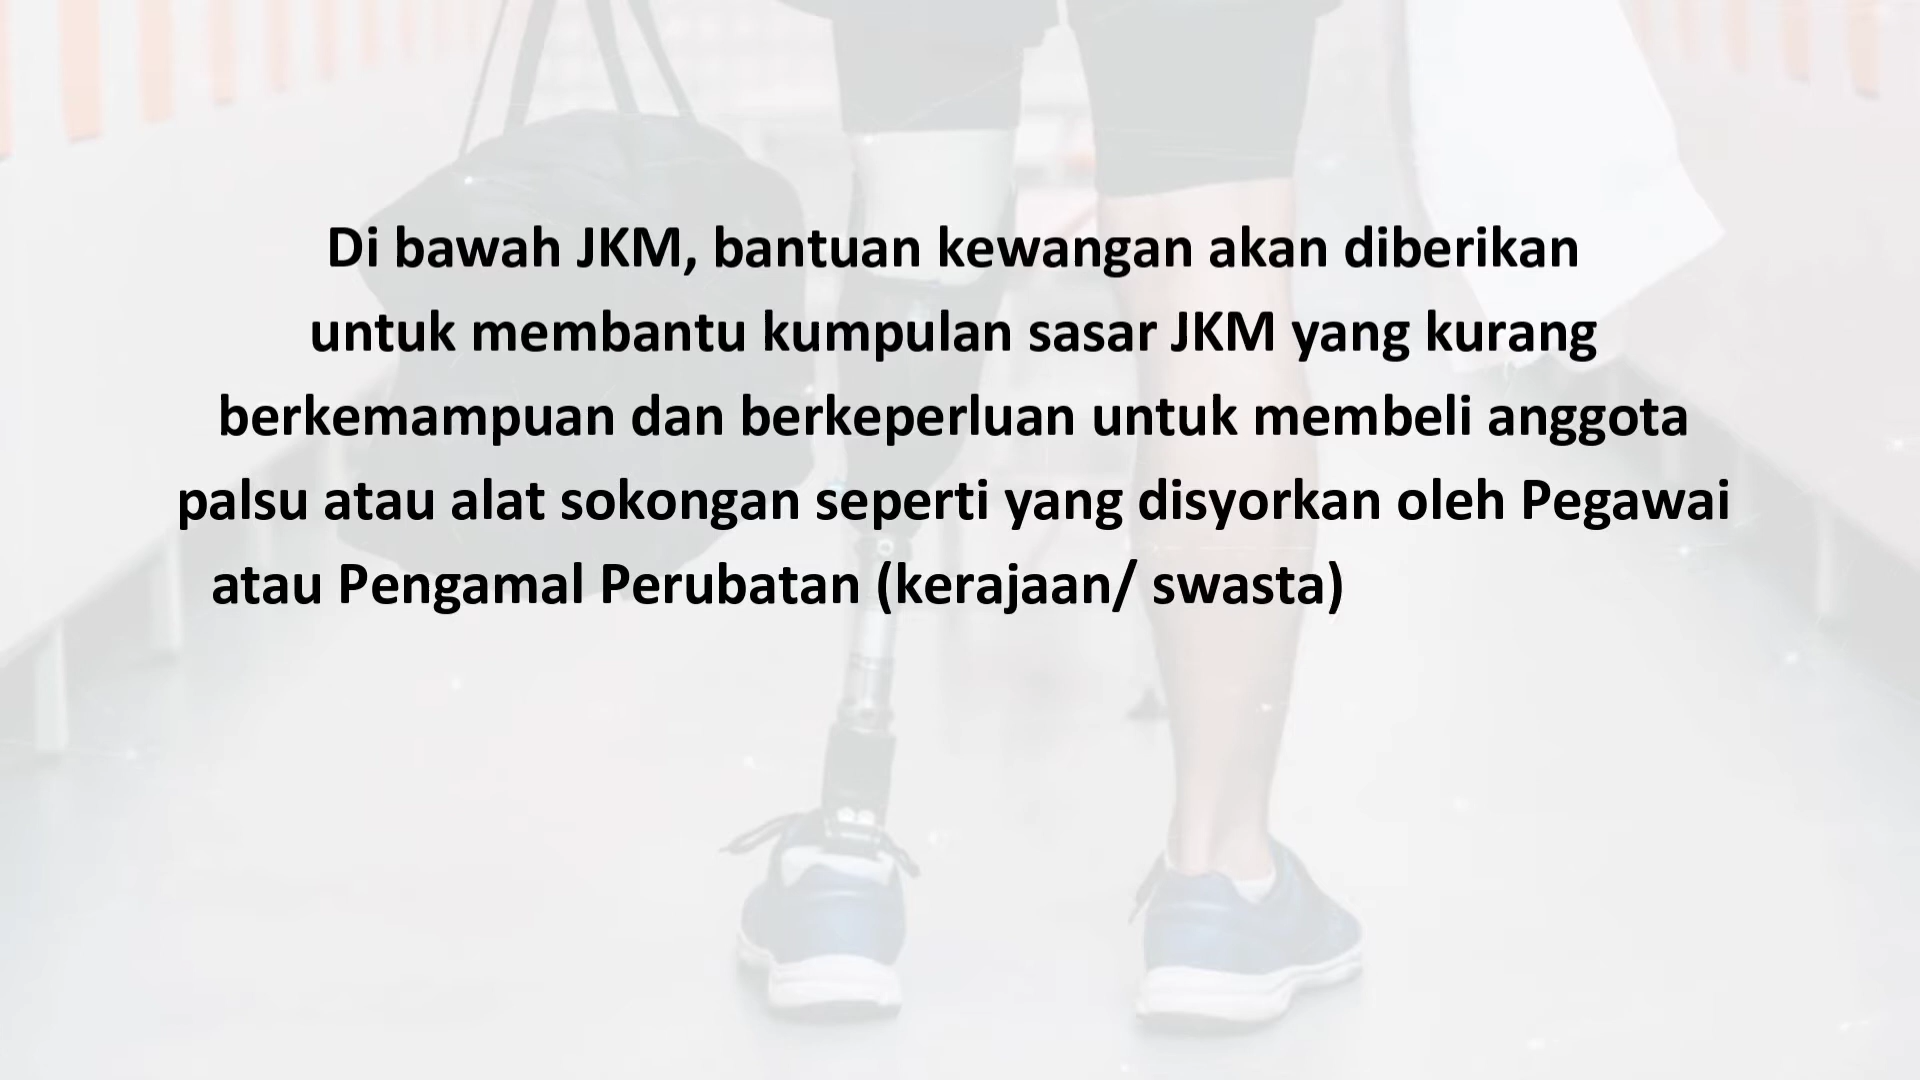 Di bawah JKM, bantuan kewangan akan diberikan
untuk membantu kumpulan sasar JKM yang kurang
berkemampuan dan berkeperluan untuk membeli anggota
palsu atau alat sokongan seperti yang disyorkan oleh Pegawai
atau Pengamal Perubatan (kerajaan/ swasta)